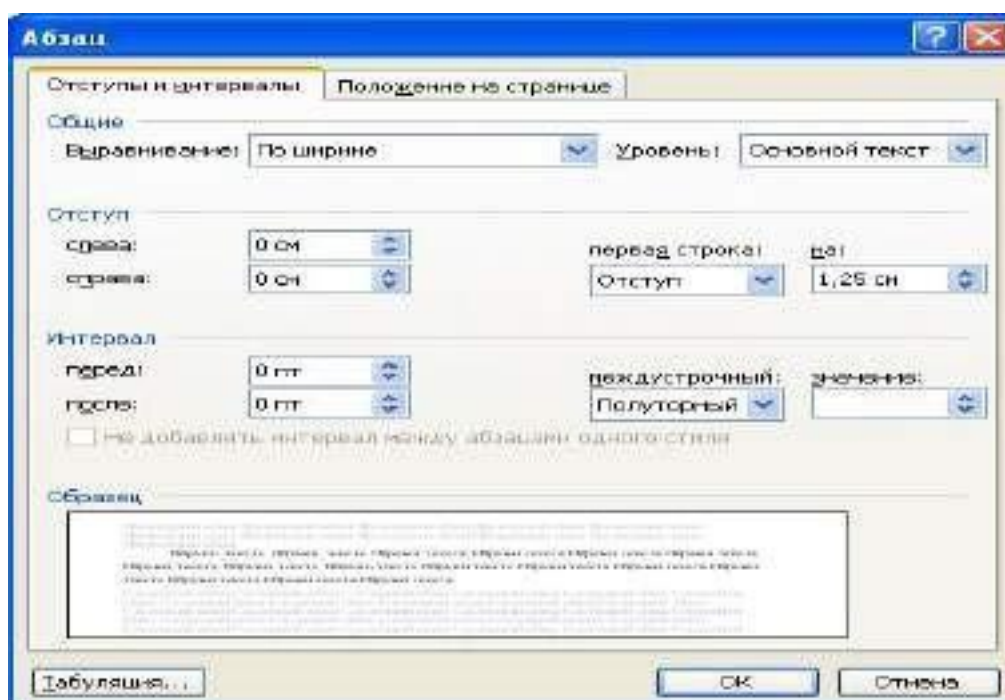 Абзац
Отступы и интервалы Положение на странице
Общие
Выравнивание: По ширине Уровень: Основной текст
Отступ
слева: 0 см первая строка: на:
справа: 0 см Отступ 1,25 см
Интервал
перед: 0 пт междустрочный: значение:
после: 0 пт Полуторный
Не добавлять интервал между абзацами одного стиля
Образец
Табуляция... ОК Отмена